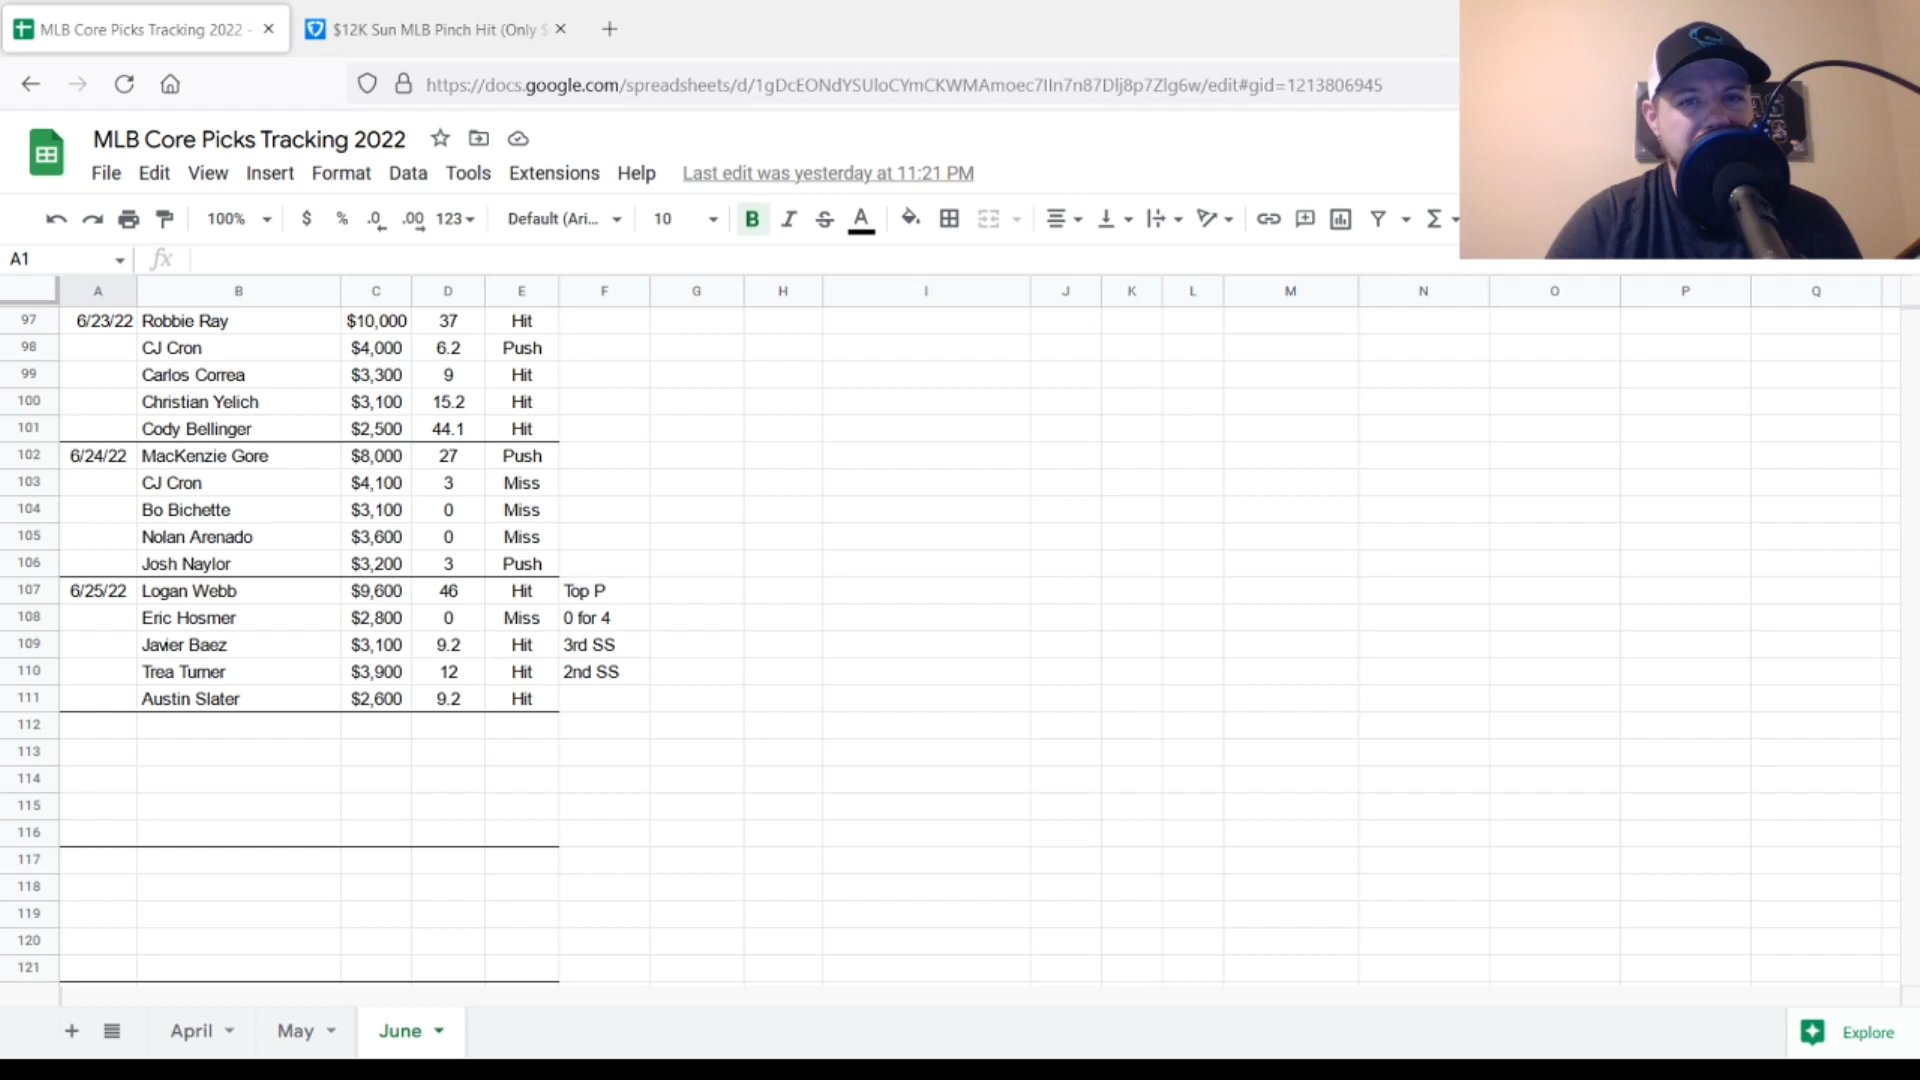 MLB Core Picks Tracking 2022 -
$12K Sun MLB Pinch Hit (Only $
https://docs.google.com/spreadsheets/d/1gDcEONdYSUloCYmCKWMAmoec7IIn7n87Dlj8p7Zlg6w/edit#gid=1213806945
MLB Core Picks Tracking 2022
File Edit View Insert Format Data Tools Extensions Help Last edit was yesterday at 11:21 PM
100% $ % .0 .00 123 Default (Ari... 10 B I S A Σ
A1 fx
A B C D E F G H I J K L M N O P Q
97 6/23/22 Robbie Ray $10,000 37 Hit
98 CJ Cron $4,000 6.2 Push
99 Carlos Correa $3,300 9 Hit
100 Christian Yelich $3,100 15.2 Hit
101 Cody Bellinger $2,500 44.1 Hit
102 6/24/22 MacKenzie Gore $8,000 27 Push
103 CJ Cron $4,100 3 Miss
104 Bo Bichette $3,100 0 Miss
105 Nolan Arenado $3,600 0 Miss
106 Josh Naylor $3,200 3 Push
107 6/25/22 Logan Webb $9,600 46 Hit Top P
108 Eric Hosmer $2,800 0 Miss 0 for 4
109 Javier Baez $3,100 9.2 Hit 3rd SS
110 Trea Turner $3,900 12 Hit 2nd SS
111 Austin Slater $2,600 9.2 Hit
112
113
114
115
116
117
118
119
120
121
April May June Explore